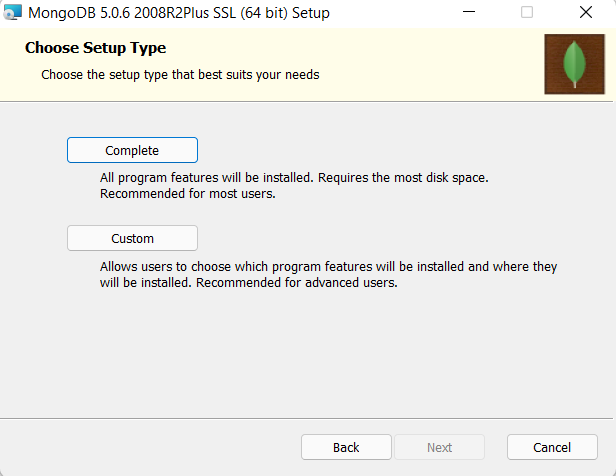 MongoDB 5.0.6 2008R2Plus SSL (64 bit) Setup
Choose Setup Type
Choose the setup type that best suits your needs
Complete
All program features will be installed. Requires the most disk space.
Recommended for most users.
Custom
Allows users to choose which program features will be installed and where they
will be installed. Recommended for advanced users.
Back
Next
Cancel